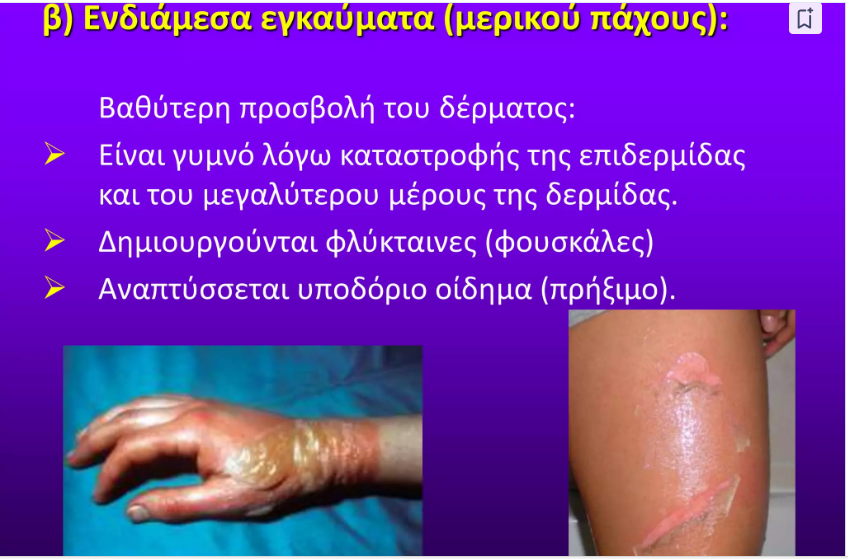 β) Ενδιάμεσα εγκαύματα (μερικού πάχους):
Βαθύτερη προσβολή του δέρματος:
Είναι γυμνό λόγω καταστροφής της επιδερμίδας
και του μεγαλύτερου μέρους της δερμίδας.
Δημιουργούνται φλύκταινες (φουσκάλες)
Αναπτύσσεται υποδόριο οίδημα (πρήξιμο).